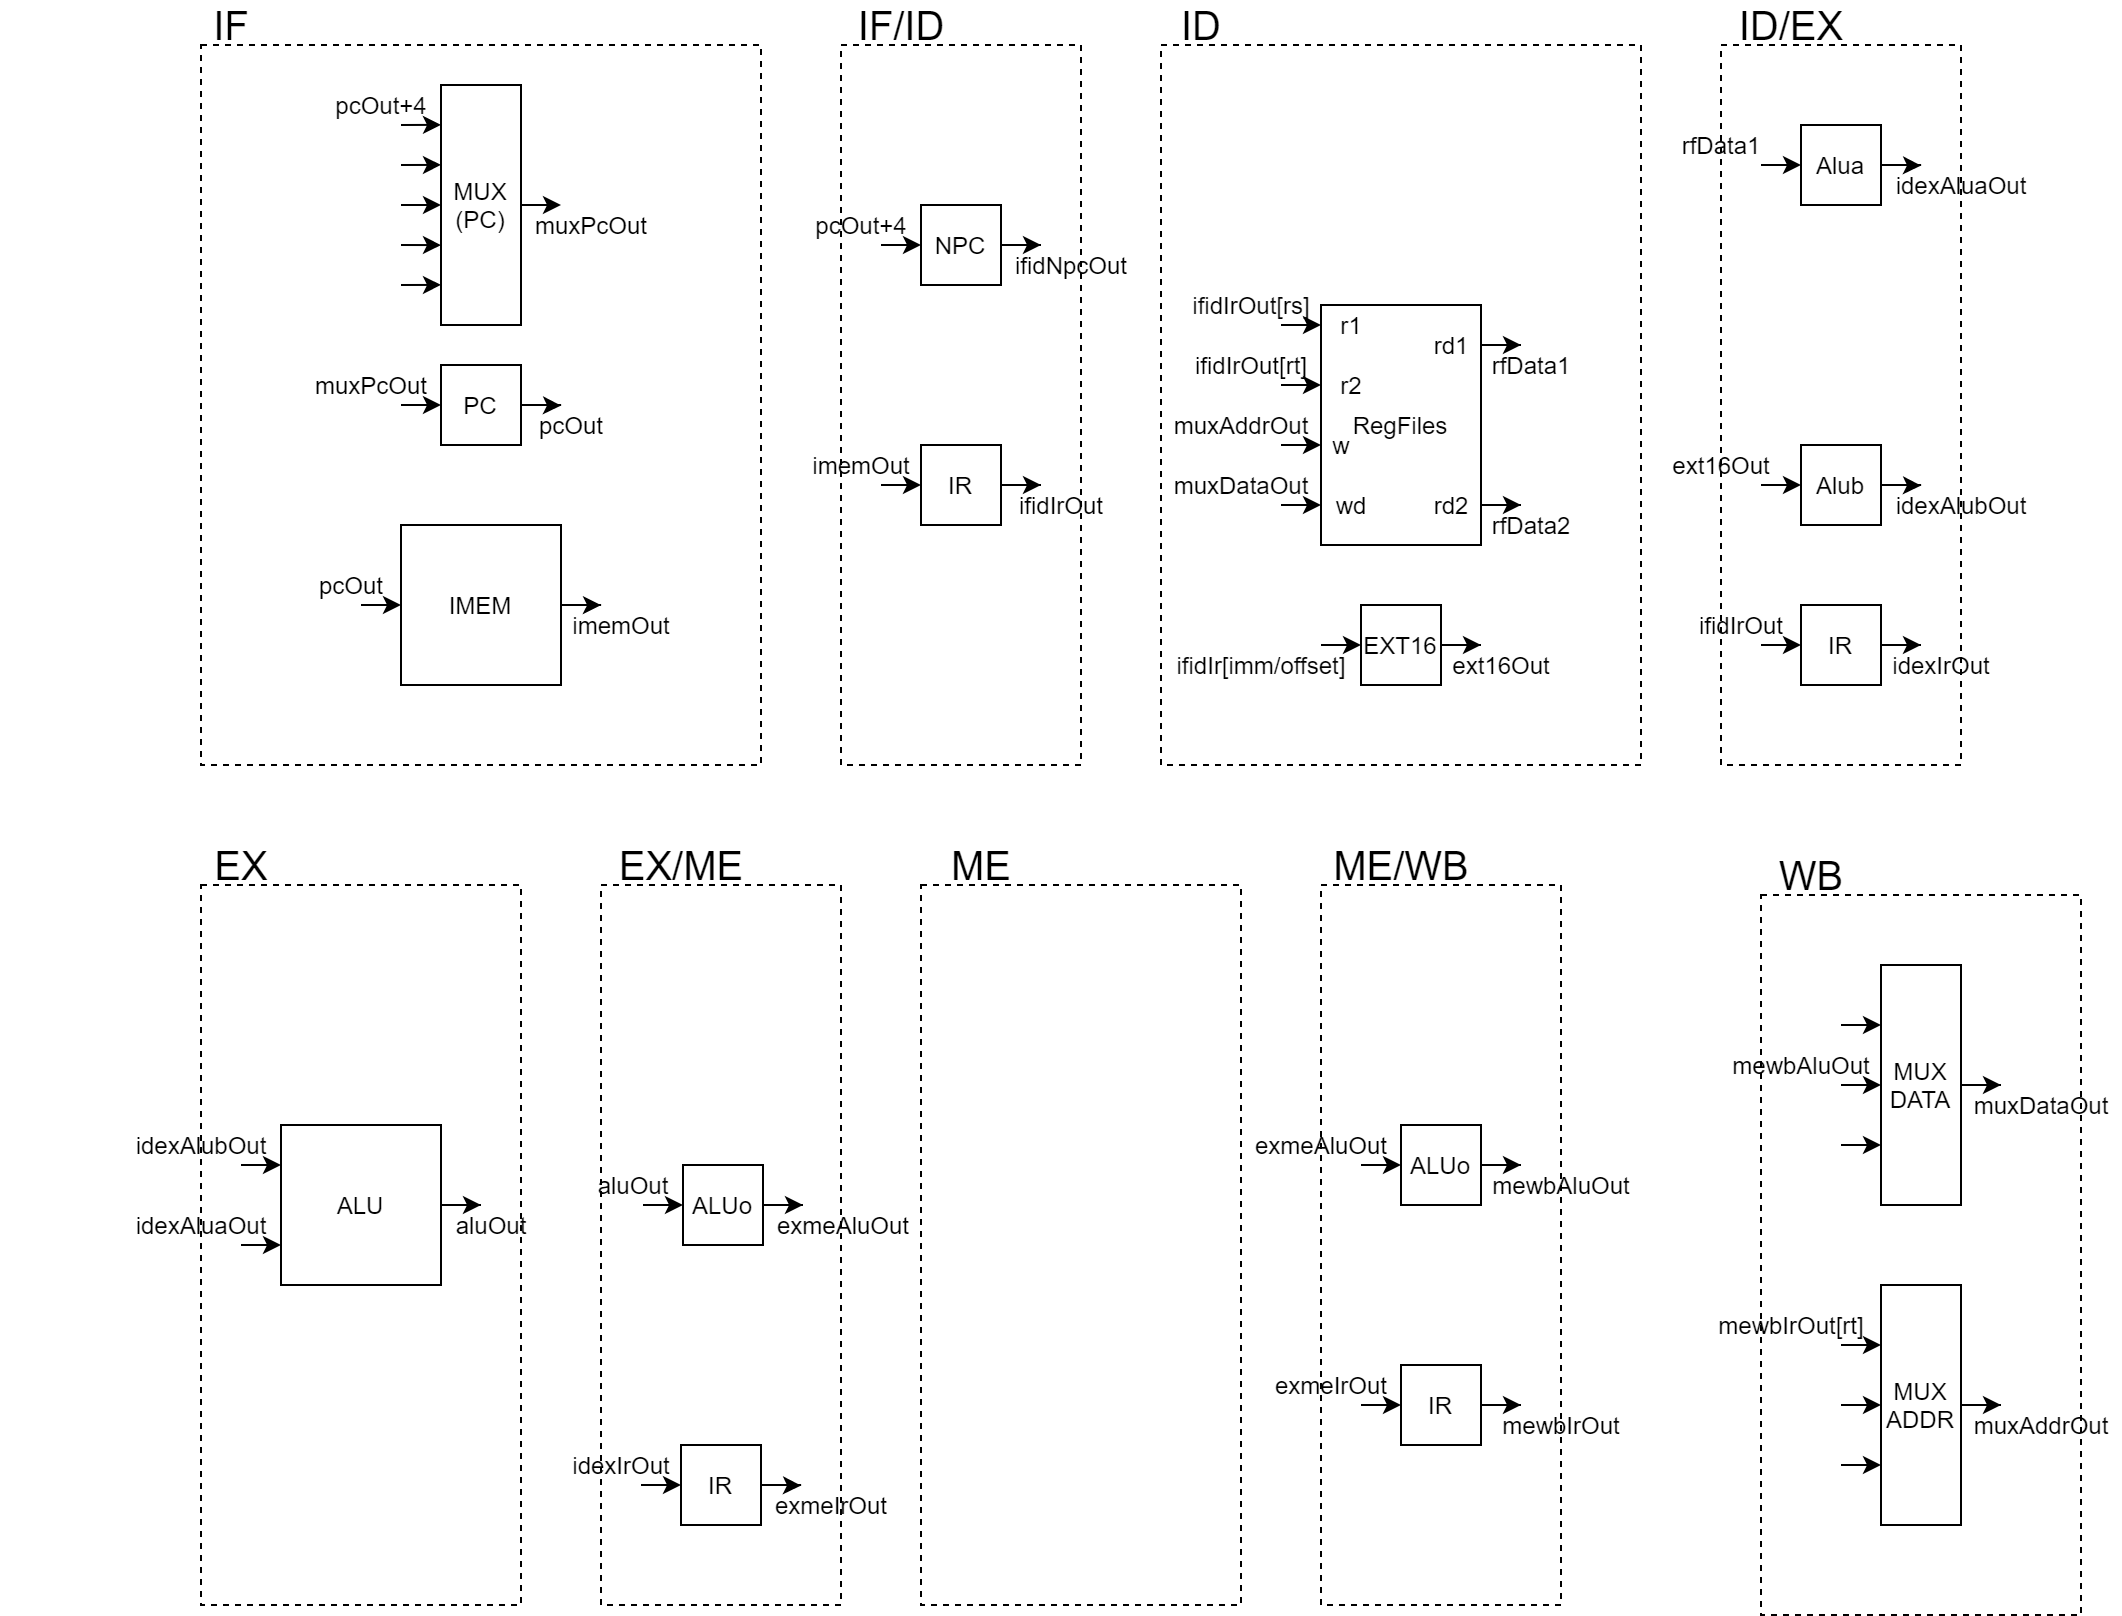 IF
pcOut+4
MUX
(PC)
muxPcOut
muxPcOut
PC
pcOut
pcOut
IMEM
imemOut
IF/ID
pcOut+4
NPC
ifidNpcOut
imemOut
IR
ifidIrOut
ID
ifidIrOut[rs]
r1
rd1
rfData1
ifidIrOut[rt]
r2
muxAddrOut
RegFiles
w
muxDataOut
wd
rd2
rfData2
EXT16
ifidIr[imm/offset]
ext16Out
ID/EX
rfData1
Alua
idexAluaOut
ext16Out
Alub
idexAlubOut
ifidIrOut
IR
idexIrOut
EX
idexAlubOut
ALU
idexAluaOut
aluOut
EX/ME
aluOut
ALUo
exmeAluOut
idexIrOut
IR
exmeIrOut
ME
ME/WB
exmeAluOut
ALUo
mewbAluOut
exmeIrOut
IR
mewbIrOut
WB
mewbAluOut
MUX
DATA
muxDataOut
mewbIrOut[rt]
MUX
ADDR
muxAddrOut